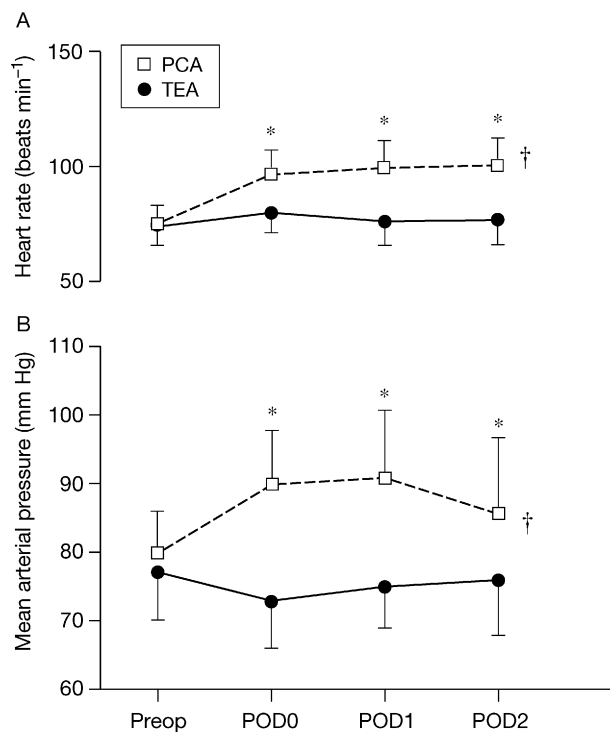 A
Heart rate (beats min⁻¹)
150
100
50
PCA
TEA
* * *
†
B
Mean arterial pressure (mm Hg)
110
100
90
80
70
60
* * *
†
Preop POD0 POD1 POD2